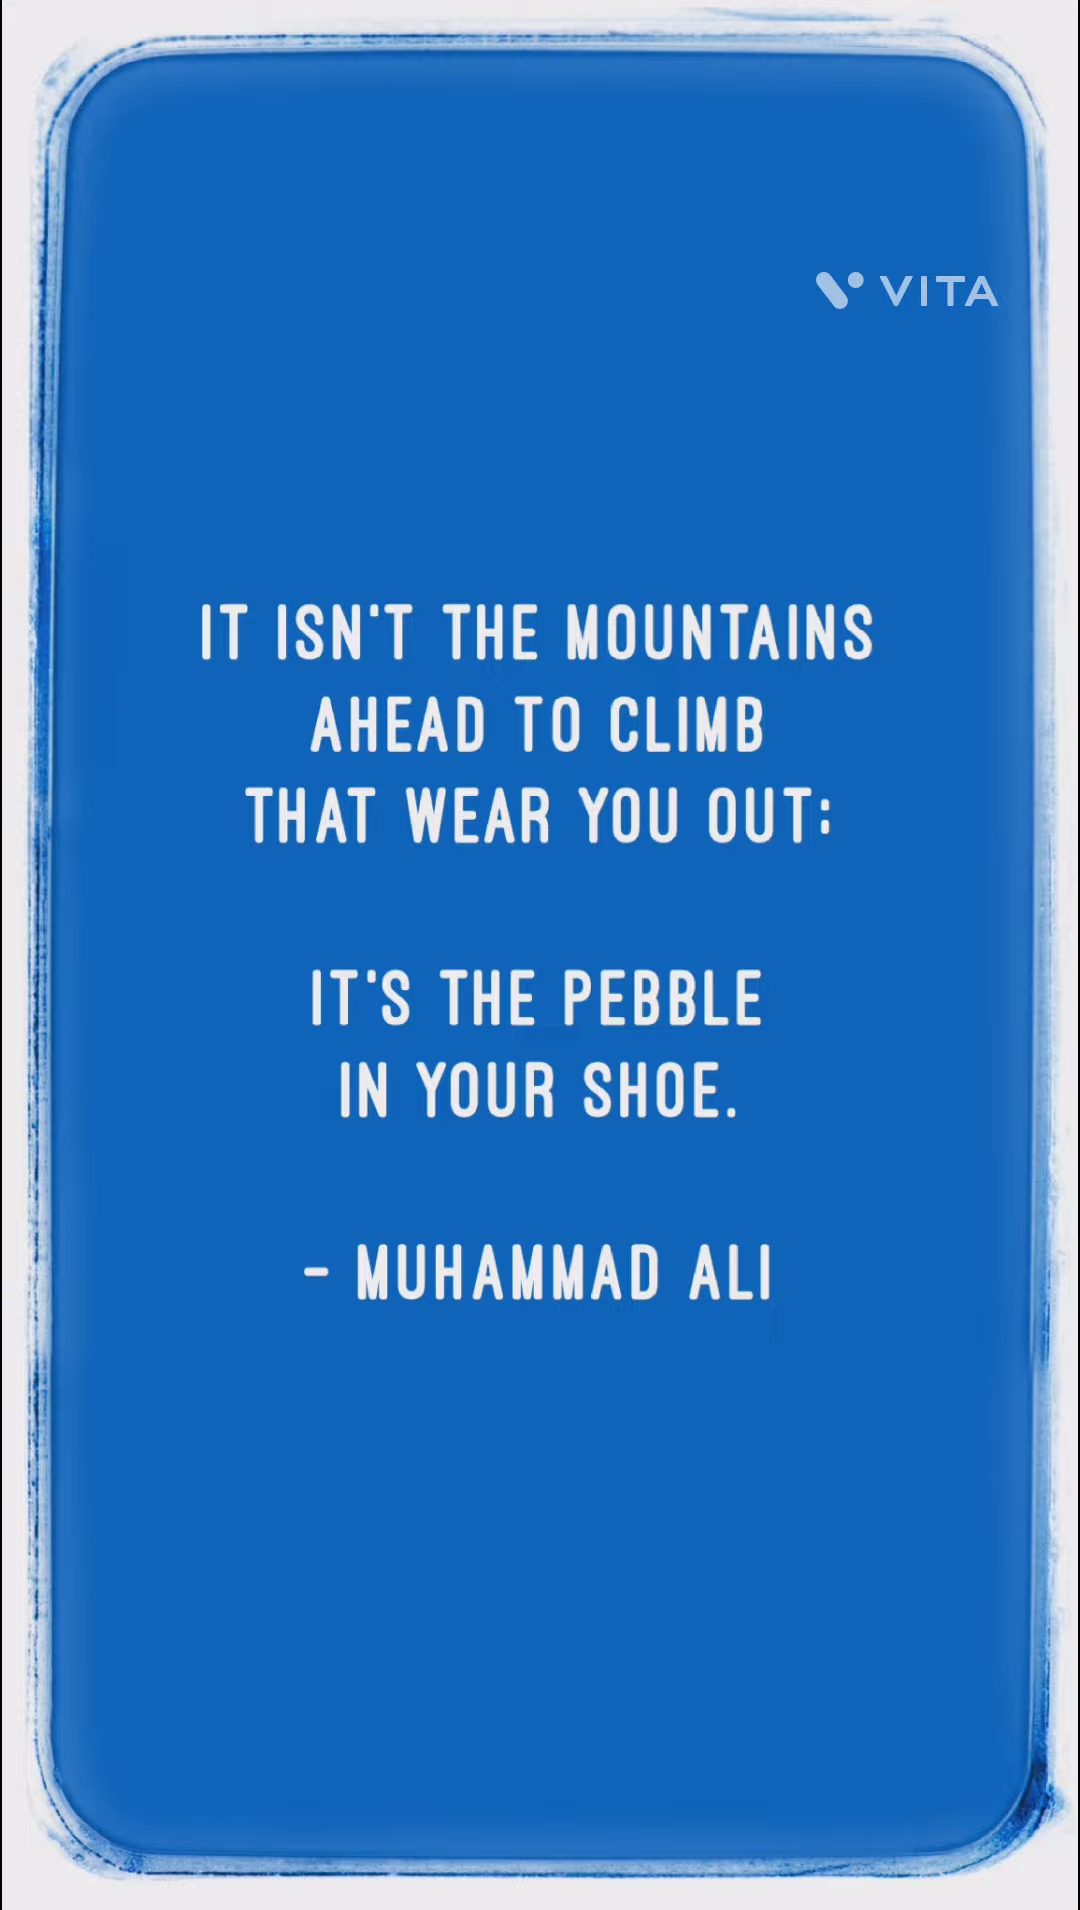 VITA
IT ISN'T THE MOUNTAINS
AHEAD TO CLIMB
THAT WEAR YOU OUT:
IT'S THE PEBBLE
IN YOUR SHOE.
- MUHAMMAD ALI